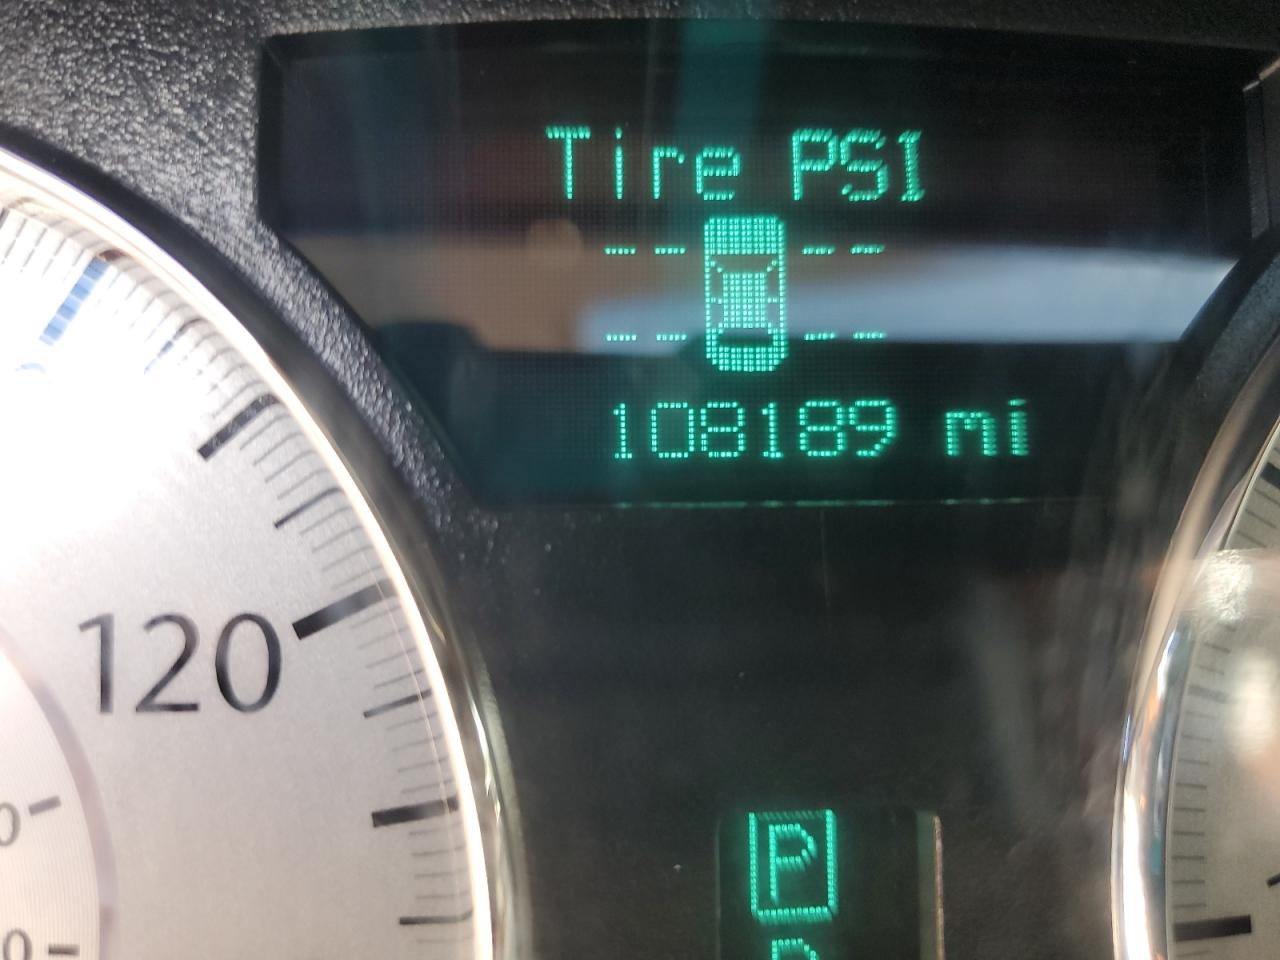 Tire PSI
-- --
-- --
108189 mi
120
P